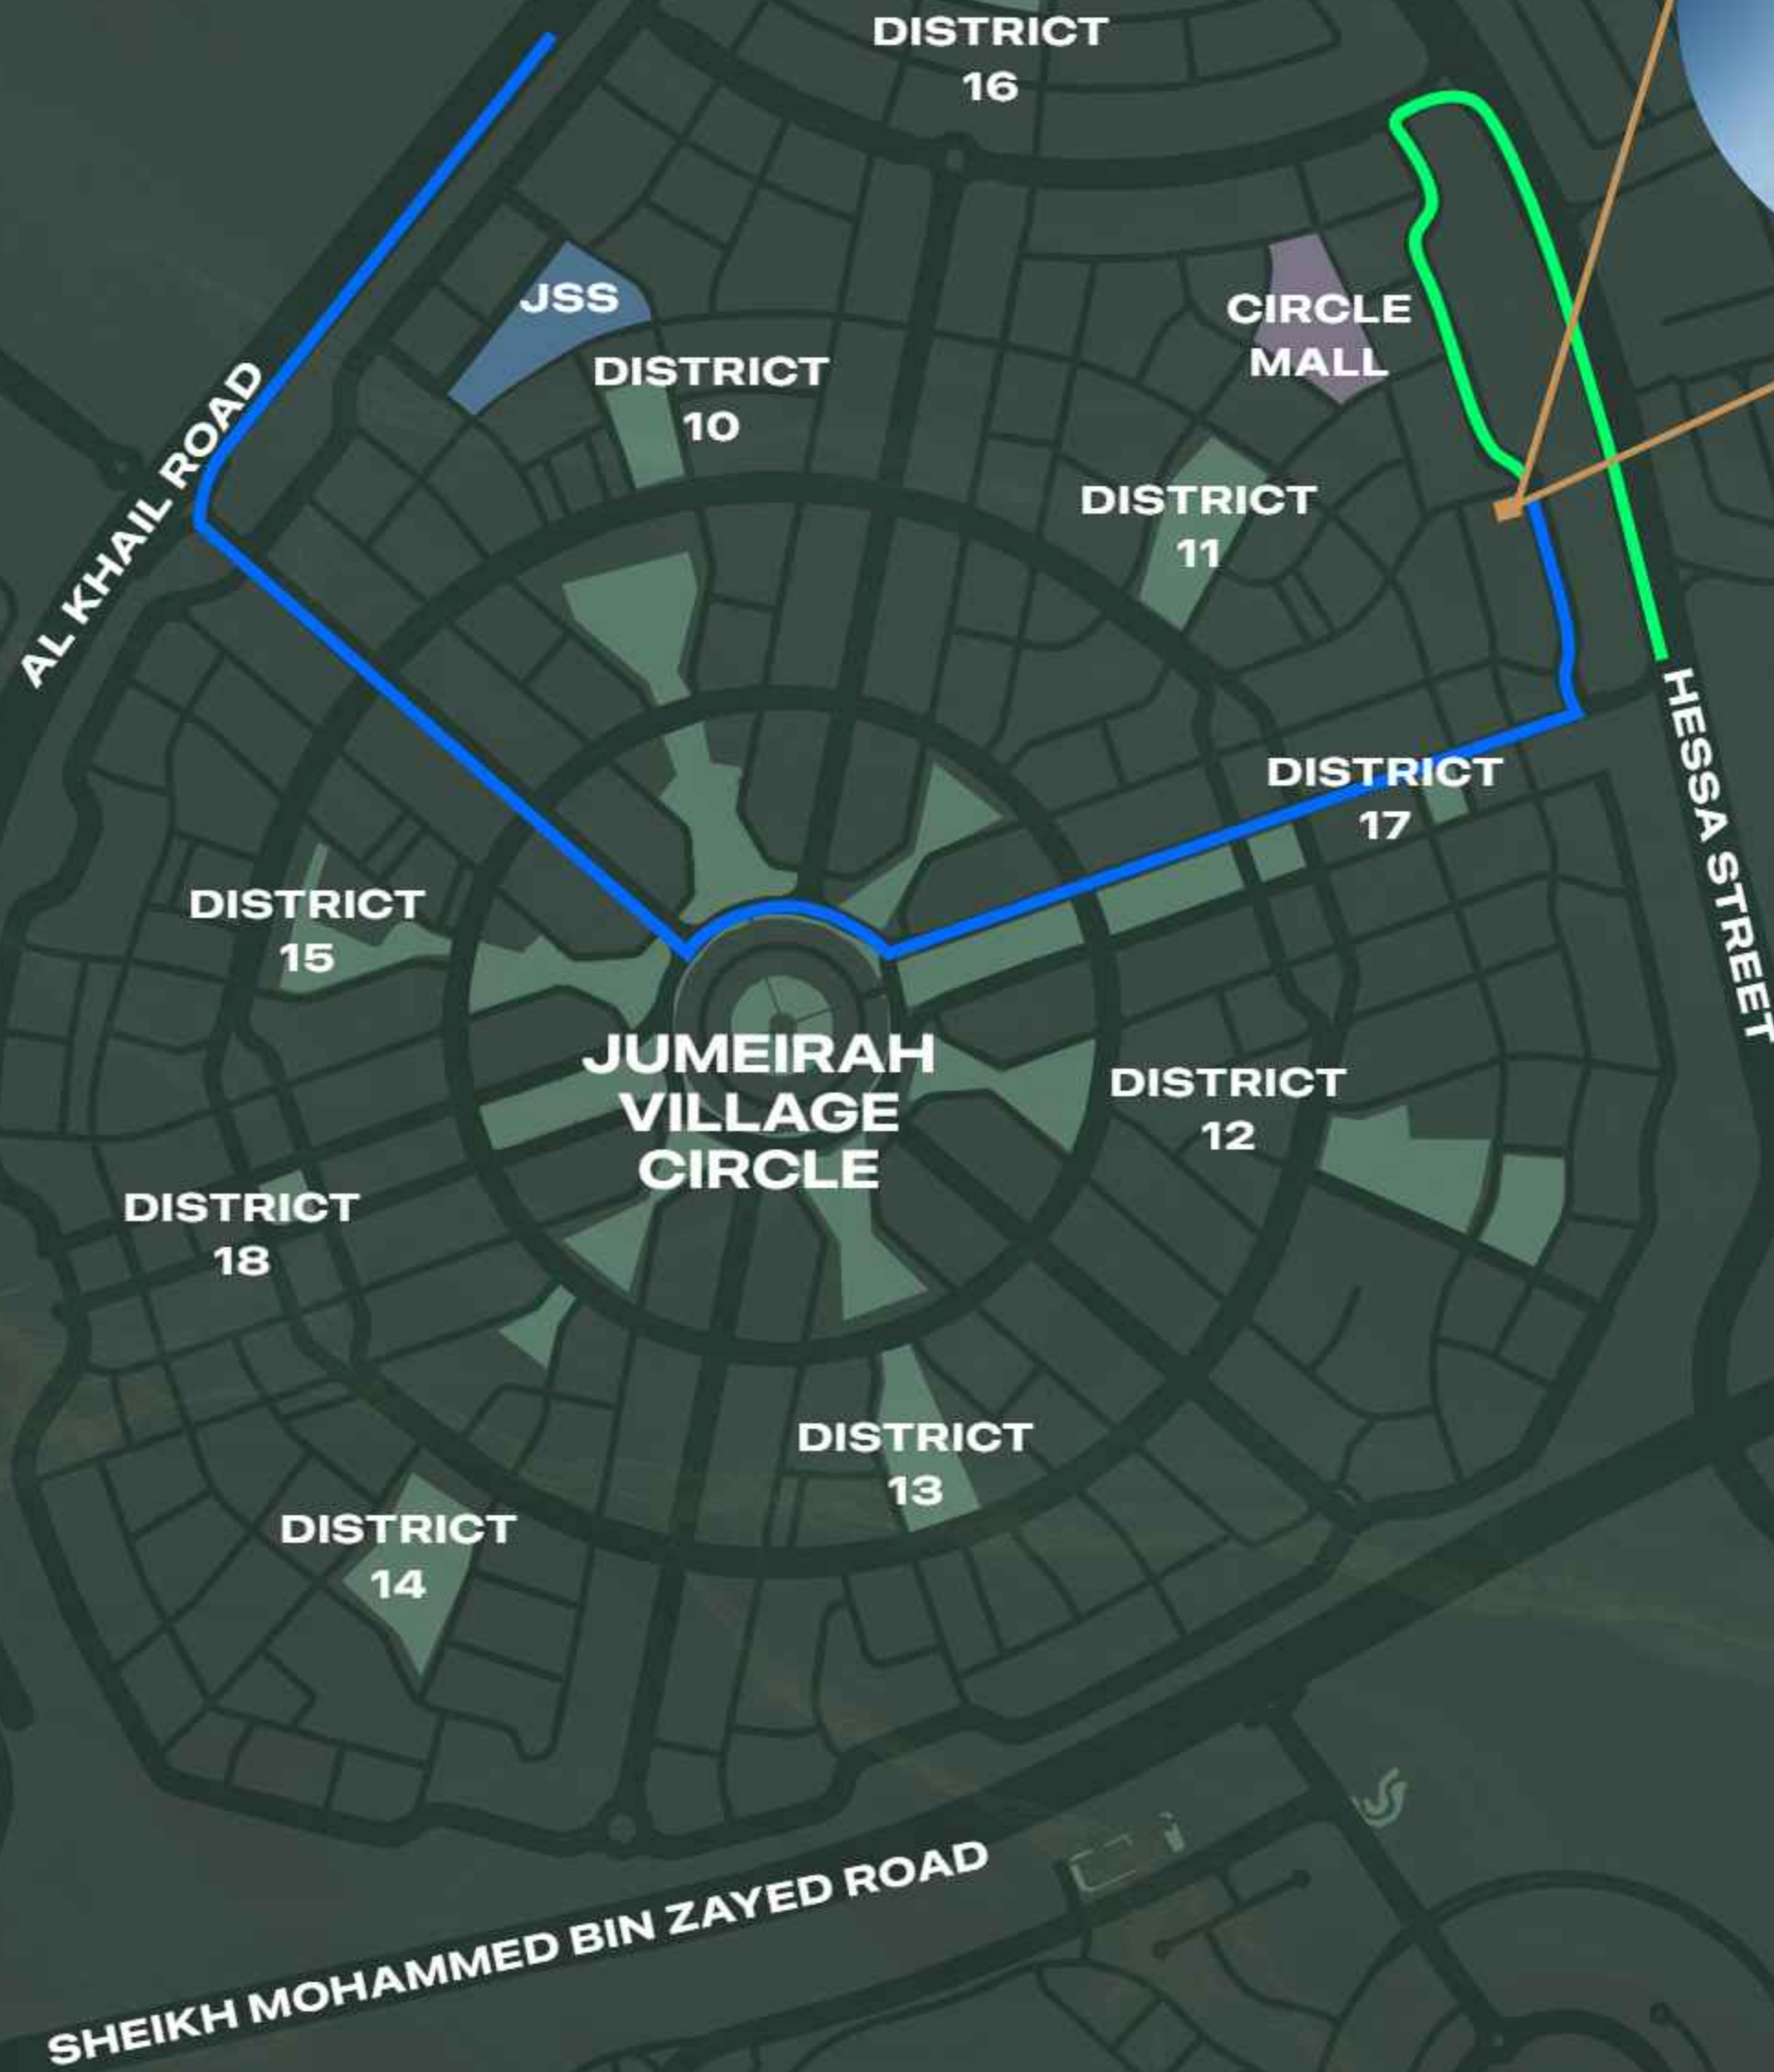 DISTRICT
16
JSS
CIRCLE
MALL
DISTRICT
10
AL KHAIL ROAD
DISTRICT
11
HESSA STREET
DISTRICT
17
DISTRICT
15
JUMEIRAH
VILLAGE
CIRCLE
DISTRICT
12
DISTRICT
18
DISTRICT
13
DISTRICT
14
SHEIKH MOHAMMED BIN ZAYED ROAD